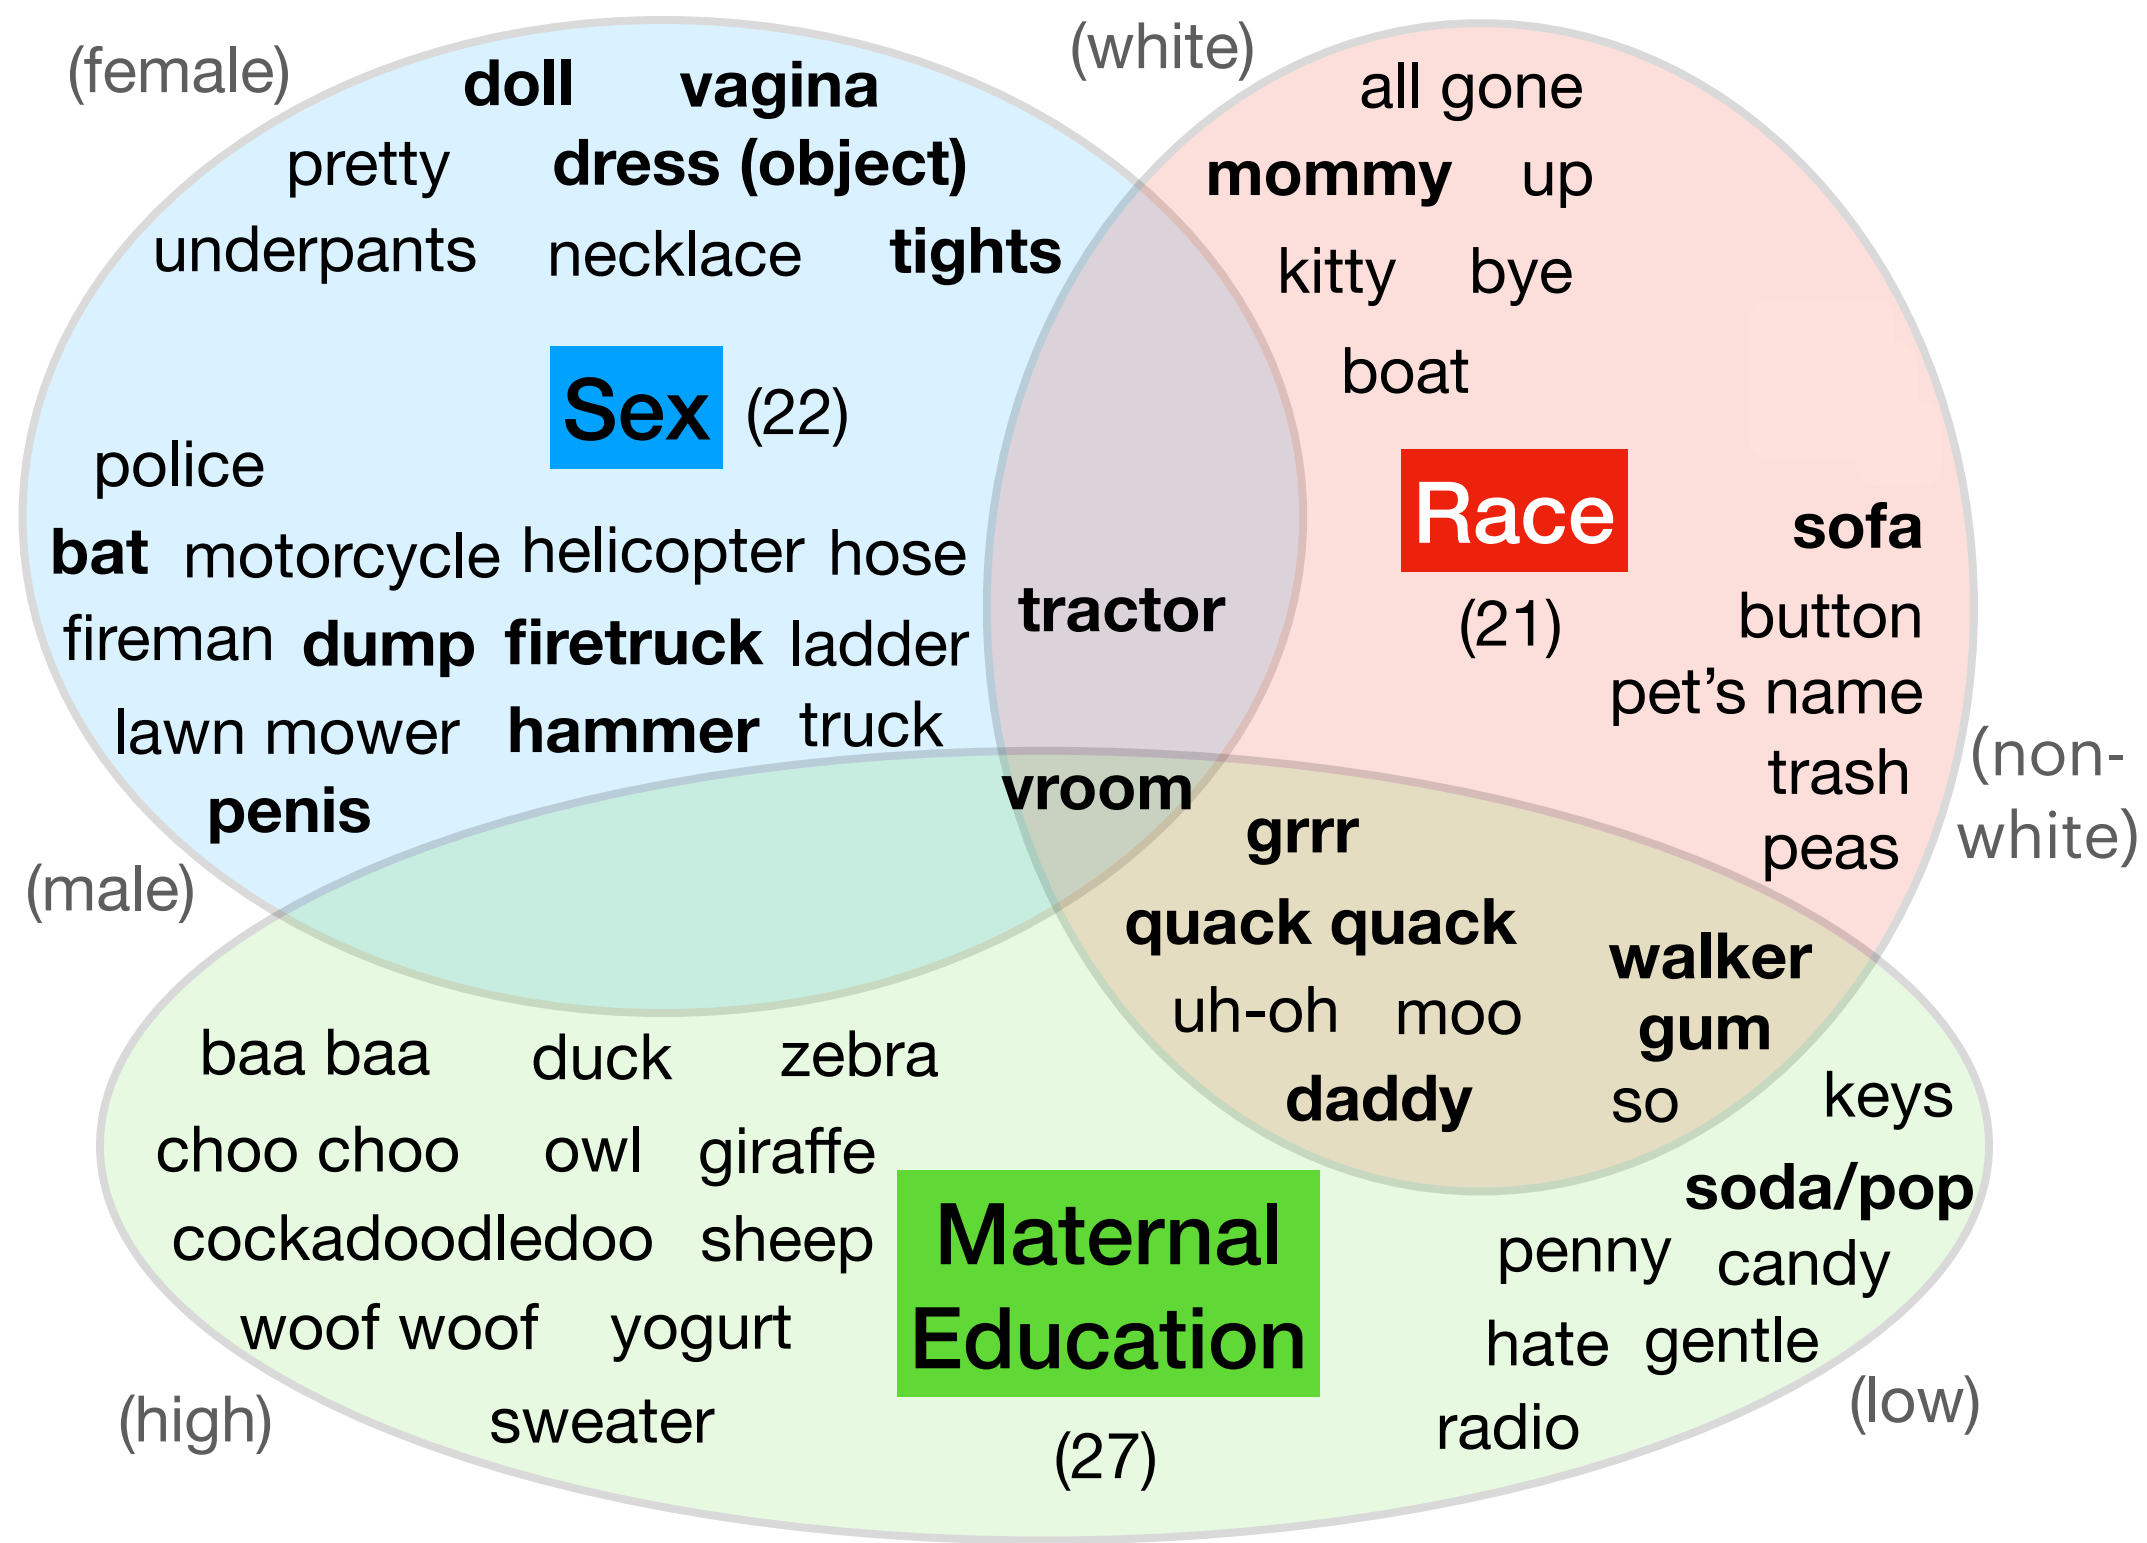 (female)
doll vagina
pretty dress (object)
underpants necklace tights
Sex (22)
police
bat motorcycle helicopter hose
fireman dump firetruck ladder
lawn mower hammer truck
penis
(male)
(white)
all gone
mommy up
kitty bye
boat
Race
(21)
sofa
button
pet’s name
trash
peas
(non-
white)
tractor
vroom
grrr
quack quack
uh-oh moo
daddy
walker
gum
so
keys
soda/pop
penny candy
hate gentle
radio
(low)
baa baa duck zebra
choo choo owl giraffe
cockadoodledoo sheep
woof woof yogurt
sweater
(high)
Maternal
Education
(27)